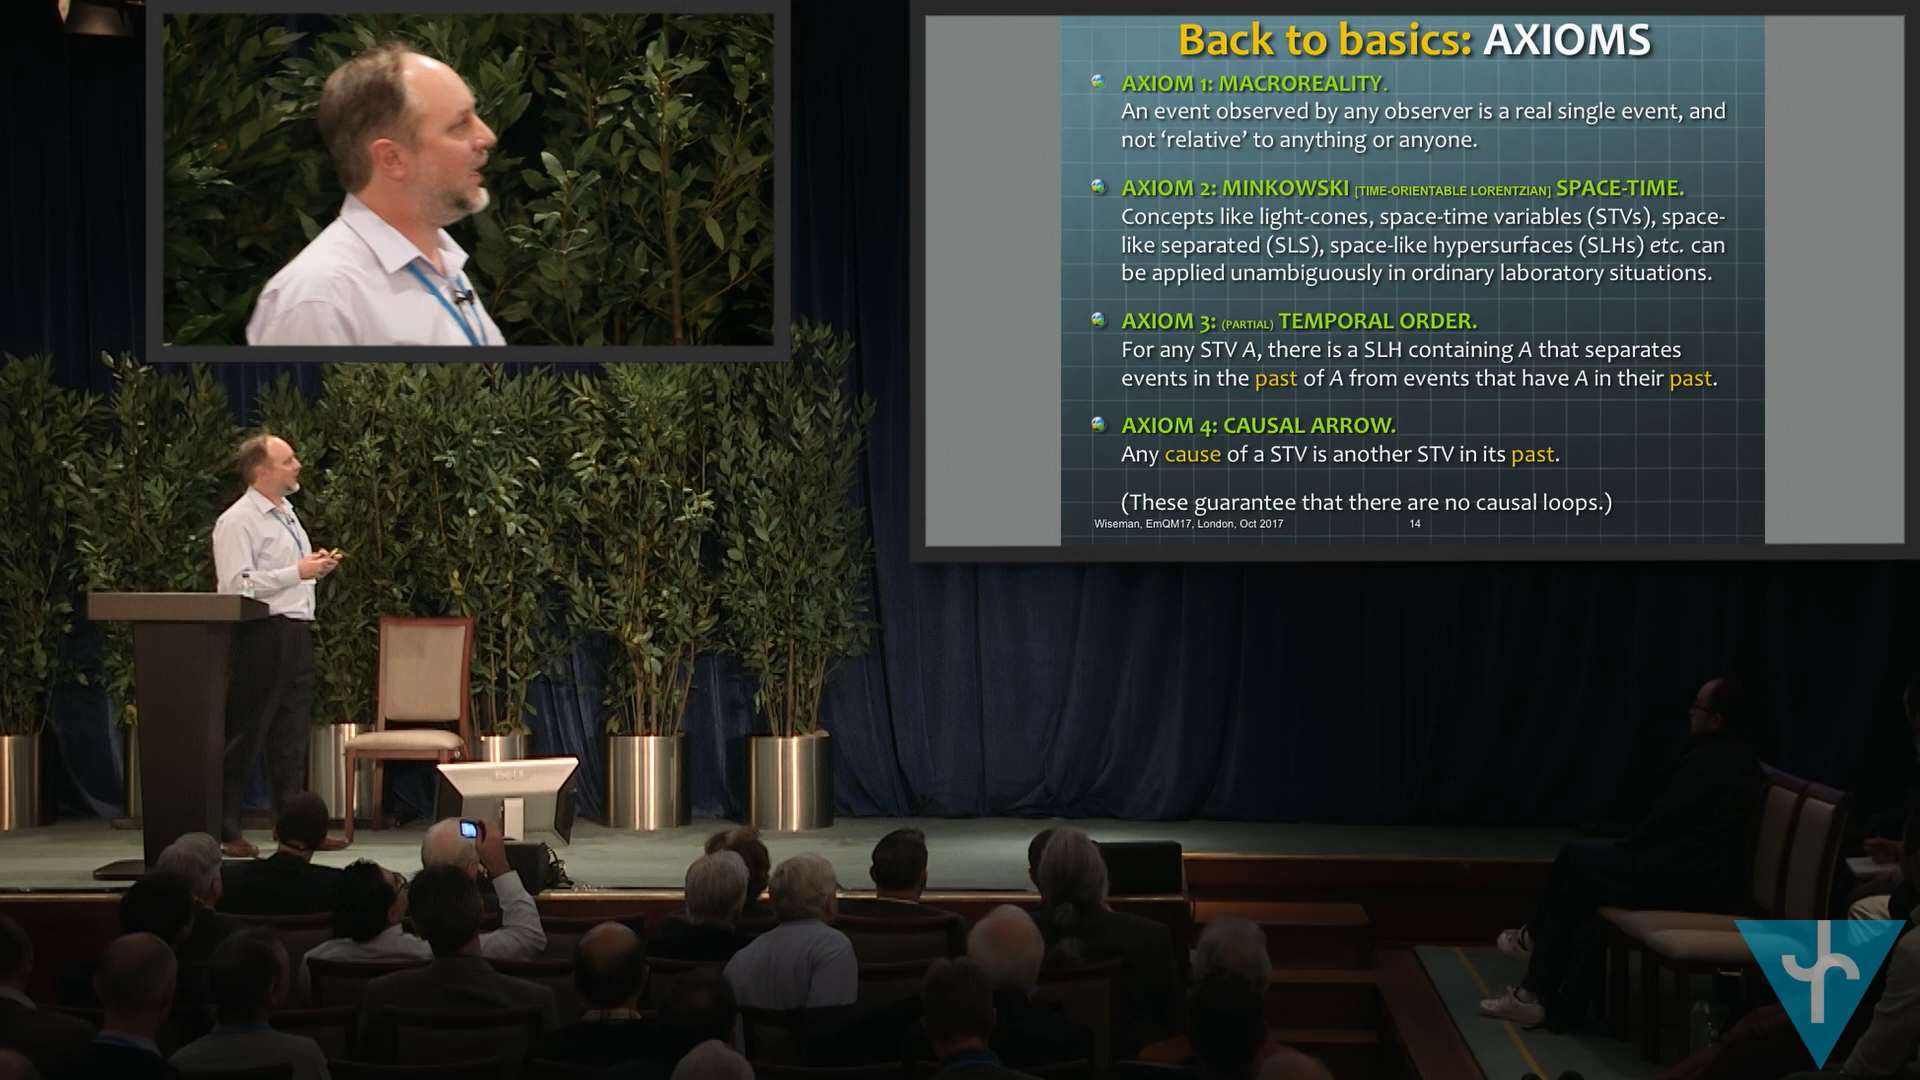 Back to basics: AXIOMS
AXIOM 1: MACROREALITY.
An event observed by any observer is a real single event, and
not ‘relative’ to anything or anyone.
AXIOM 2: MINKOWSKI [TIME-ORIENTABLE LORENTZIAN] SPACE-TIME.
Concepts like light-cones, space-time variables (STVs), space-
like separated (SLS), space-like hypersurfaces (SLHs) etc. can
be applied unambiguously in ordinary laboratory situations.
AXIOM 3: (PARTIAL) TEMPORAL ORDER.
For any STV A, there is a SLH containing A that separates
events in the past of A from events that have A in their past.
AXIOM 4: CAUSAL ARROW.
Any cause of a STV is another STV in its past.
(These guarantee that there are no causal loops.)
Wiseman, EmQM17, London, Oct 2017 14